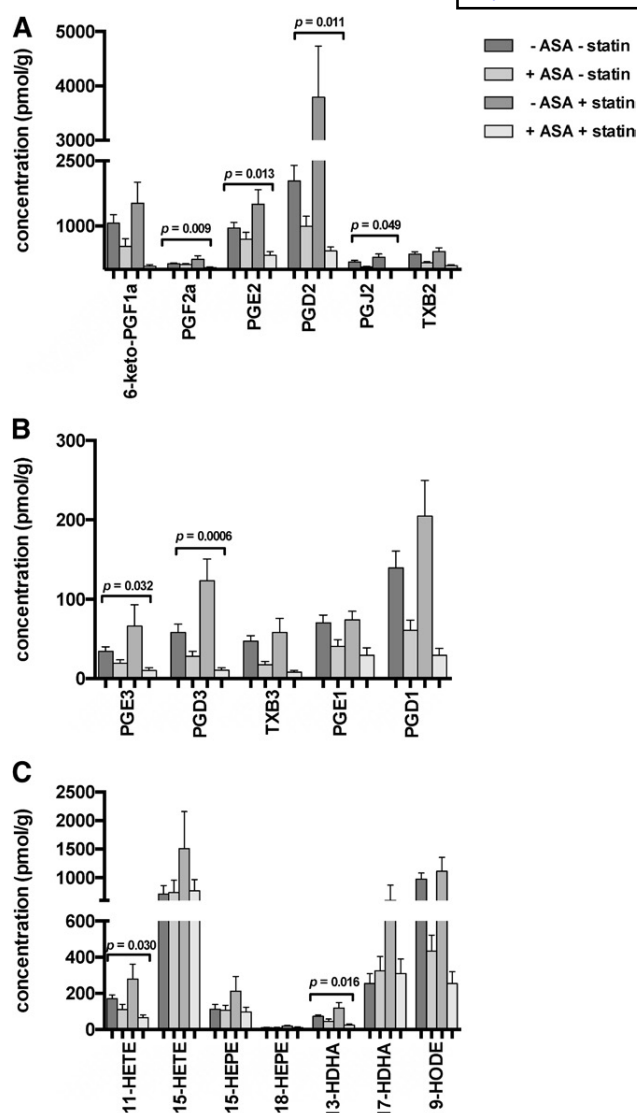 A
p = 0.011
5000
4000
3000
2500
1000
concentration (pmol/g)
p = 0.013
p = 0.009
p = 0.049
- ASA - statin
+ ASA - statin
- ASA + statin
+ ASA + statin
6-keto-PGF1a
PGF2a
PGE2
PGD2
PGJ2
TXB2
B
300
200
100
0
concentration (pmol/g)
p = 0.0006
p = 0.032
PGE3
PGD3
TXB3
PGE1
PGD1
C
2500
2000
1500
1000
600
400
200
0
concentration (pmol/g)
p = 0.030
p = 0.016
11-HETE
15-HETE
15-HEPE
18-HEPE
13-HDHA
17-HDHA
9-HODE